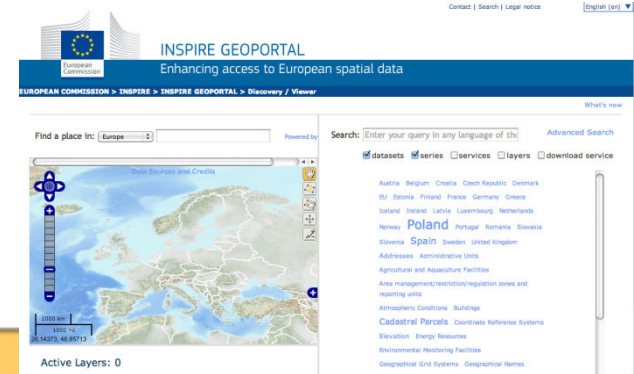 Contact | Search | Legal notice
English (en)
European
Commission
INSPIRE GEOPORTAL
Enhancing access to European spatial data
EUROPEAN COMMISSION > INSPIRE > INSPIRE GEOPORTAL > Discovery / Viewer
What's new
Find a place in: Europe
Powered by
Search: Enter your query in any language of the
Advanced Search
datasets series services layers download service
Data Sources and Credits
Austria Belgium Croatia Czech Republic Denmark
EU Estonia Finland France Germany Greece
Iceland Ireland Latvia Luxembourg Netherlands
Norway Poland Portugal Romania Slovakia
Slovenia Spain Sweden United Kingdom
Addresses Administrative Units
Agricultural and Aquaculture Facilities
Area management/restriction/regulation zones and
reporting units
Atmospheric Conditions Buildings
Cadastral Parcels Coordinate Reference Systems
Elevation Energy Resources
Environmental Monitoring Facilities
Geographical Grid Systems Geographical Names
1000 km
1000 mi
Active Layers: 0